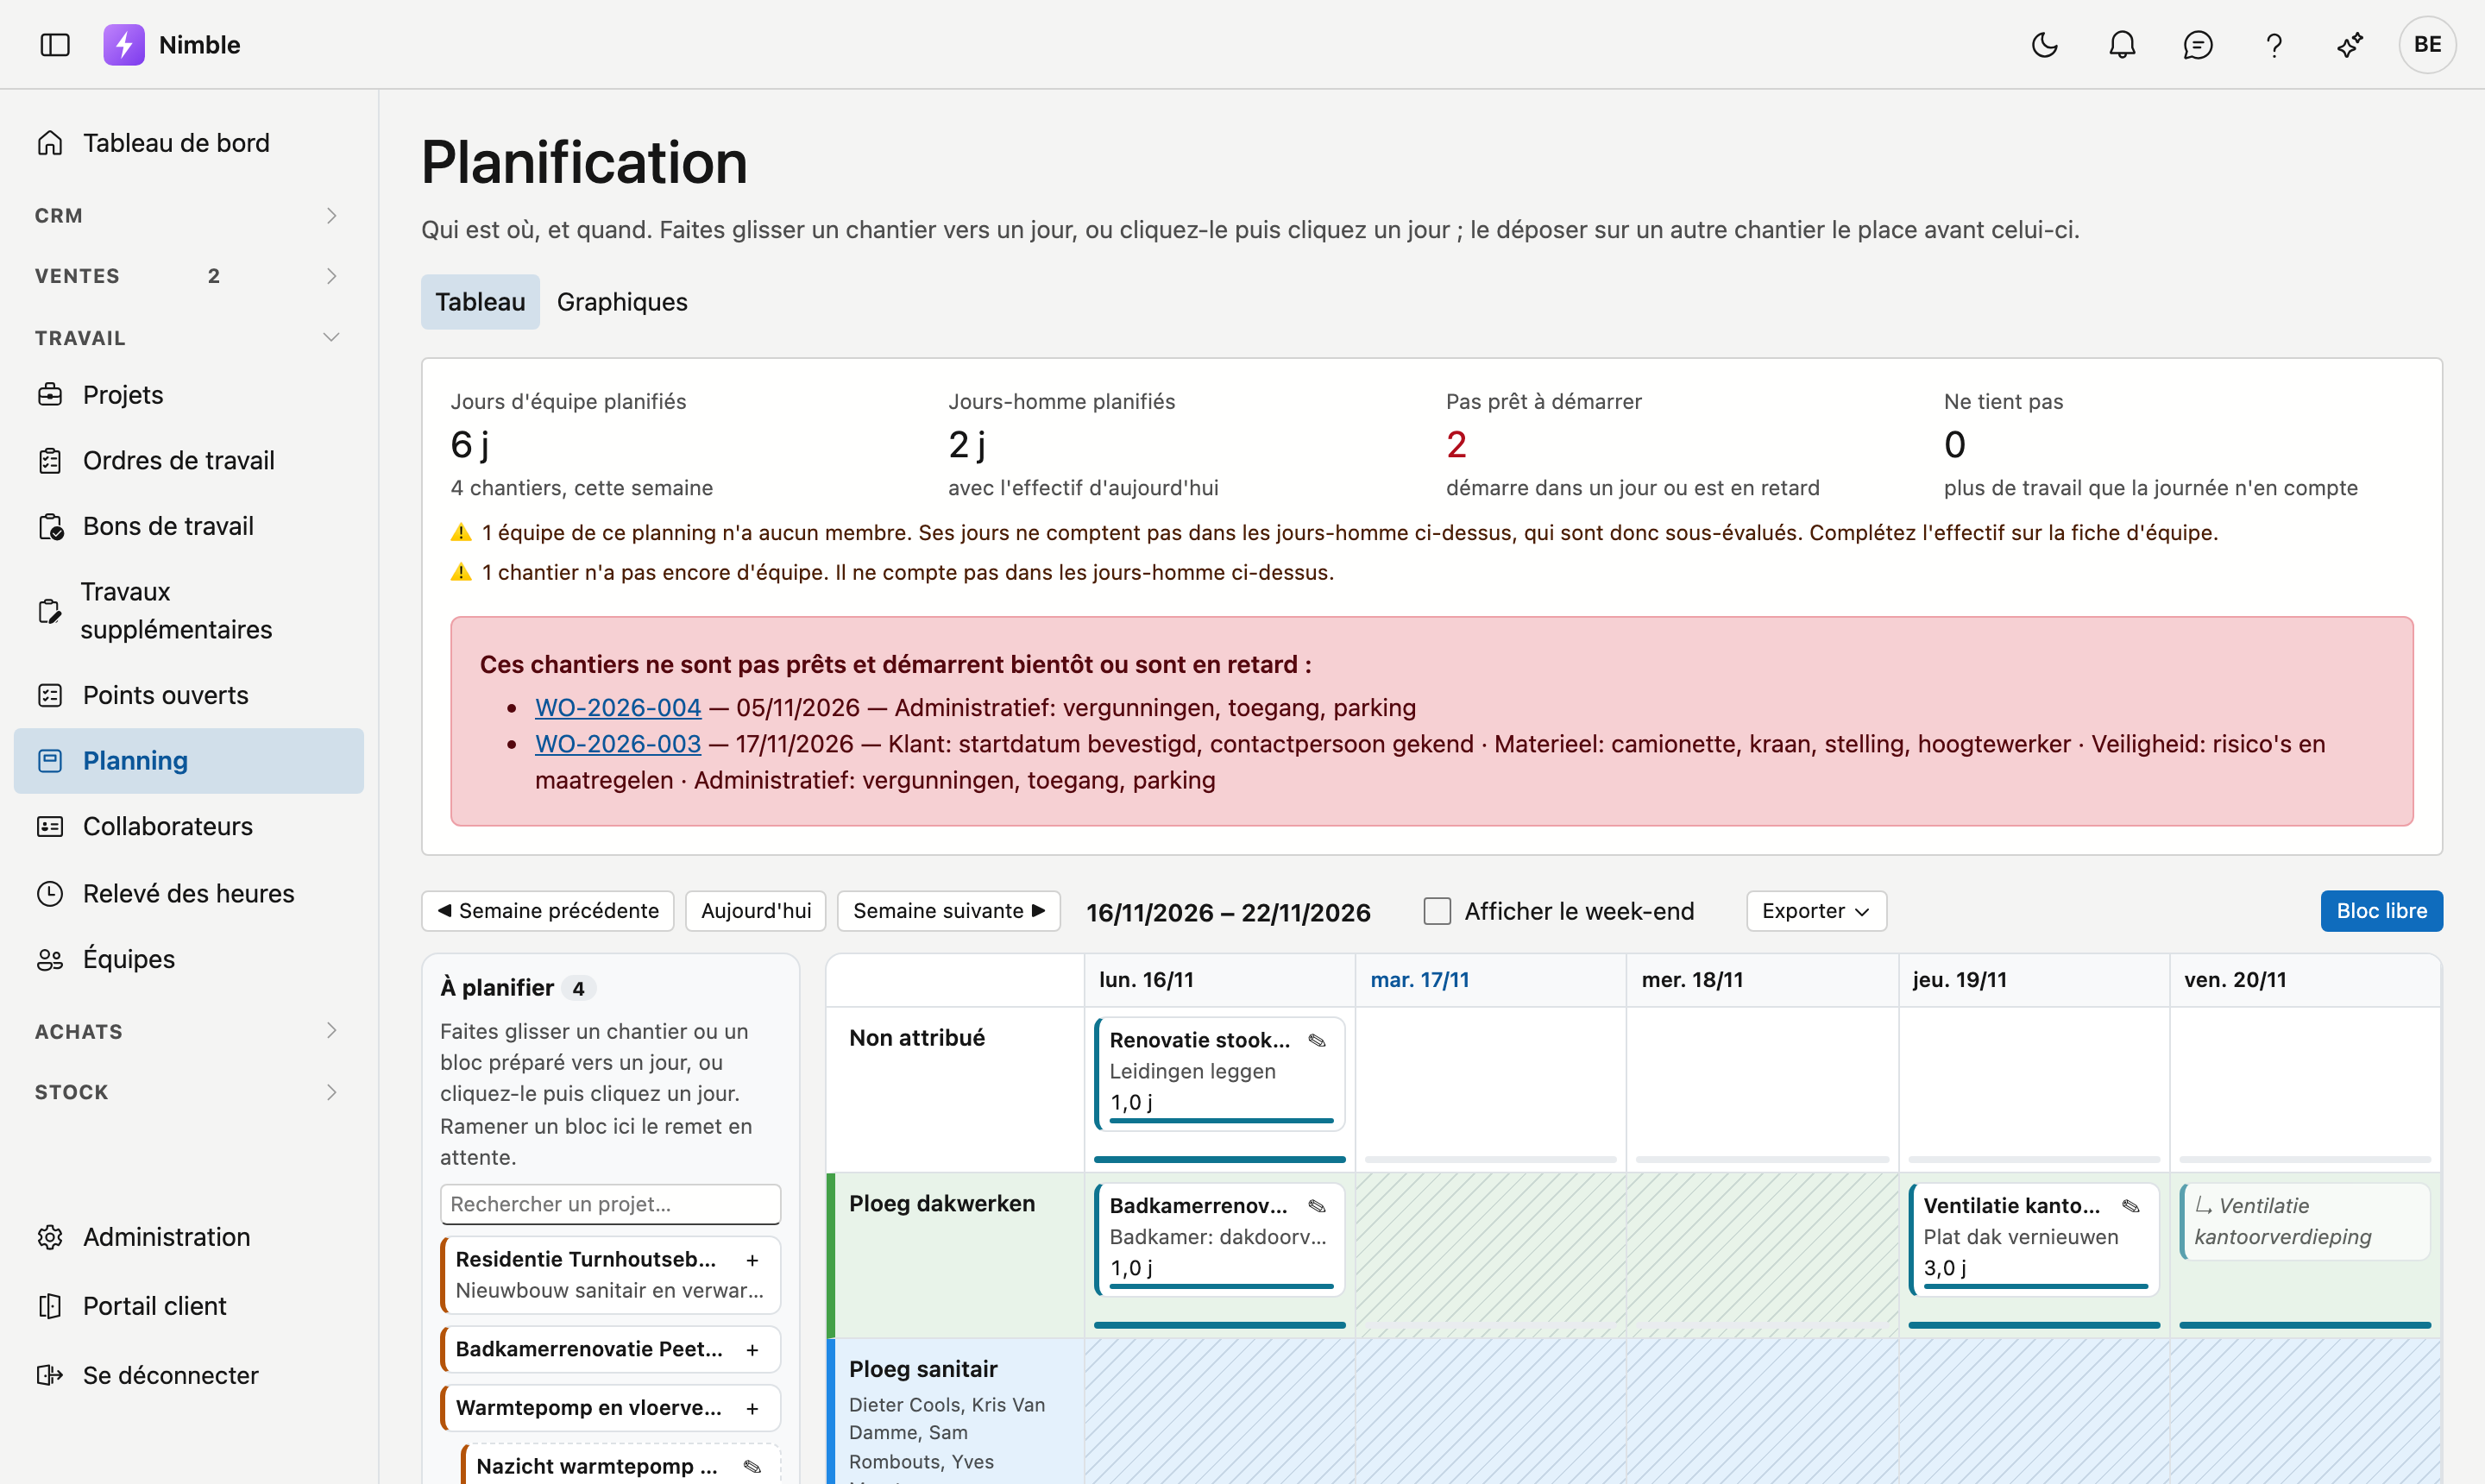 Nimble
BE
Tableau de bord
CRM
VENTES 2
TRAVAIL
Projets
Ordres de travail
Bons de travail
Travaux
supplémentaires
Points ouverts
Planning
Collaborateurs
Relevé des heures
Équipes
ACHATS
STOCK
Administration
Portail client
Se déconnecter
Planification
Qui est où, et quand. Faites glisser un chantier vers un jour, ou cliquez-le puis cliquez un jour ; le déposer sur un autre chantier le place avant celui-ci.
Tableau Graphiques
Jours d'équipe planifiés
6 j
4 chantiers, cette semaine
Jours-homme planifiés
2 j
avec l'effectif d'aujourd'hui
Pas prêt à démarrer
2
démarre dans un jour ou est en retard
Ne tient pas
0
plus de travail que la journée n'en compte
1 équipe de ce planning n'a aucun membre. Ses jours ne comptent pas dans les jours-homme ci-dessus, qui sont donc sous-évalués. Complétez l'effectif sur la fiche d'équipe.
1 chantier n'a pas encore d'équipe. Il ne compte pas dans les jours-homme ci-dessus.
Ces chantiers ne sont pas prêts et démarrent bientôt ou sont en retard :
WO-2026-004 — 05/11/2026 — Administratief: vergunningen, toegang, parking
WO-2026-003 — 17/11/2026 — Klant: startdatum bevestigd, contactpersoon gekend · Materieel: camionette, kraan, stelling, hoogtewerker · Veiligheid: risico's en
maatregelen · Administratief: vergunningen, toegang, parking
Semaine précédente Aujourd'hui Semaine suivante 16/11/2026 – 22/11/2026 Afficher le week-end Exporter Bloc libre
À planifier 4
Faites glisser un chantier ou un
bloc préparé vers un jour, ou
cliquez-le puis cliquez un jour.
Ramener un bloc ici le remet en
attente.
Rechercher un projet...
Residentie Turnhoutseb... +
Nieuwbouw sanitair en verwar...
Badkamerrenovatie Peet... +
Warmtepomp en vloerve... +
Nazicht warmtepomp ...
lun. 16/11 mar. 17/11 mer. 18/11 jeu. 19/11 ven. 20/11
Non attribué
Renovatie stook...
Leidingen leggen
1,0 j
Ploeg dakwerken
Badkamerrenov...
Badkamer: dakdoorv...
1,0 j
Ventilatie kanto...
Plat dak vernieuwen
3,0 j
Ventilatie
kantoorverdieping
Ploeg sanitair
Dieter Cools, Kris Van
Damme, Sam
Rombouts, Yves